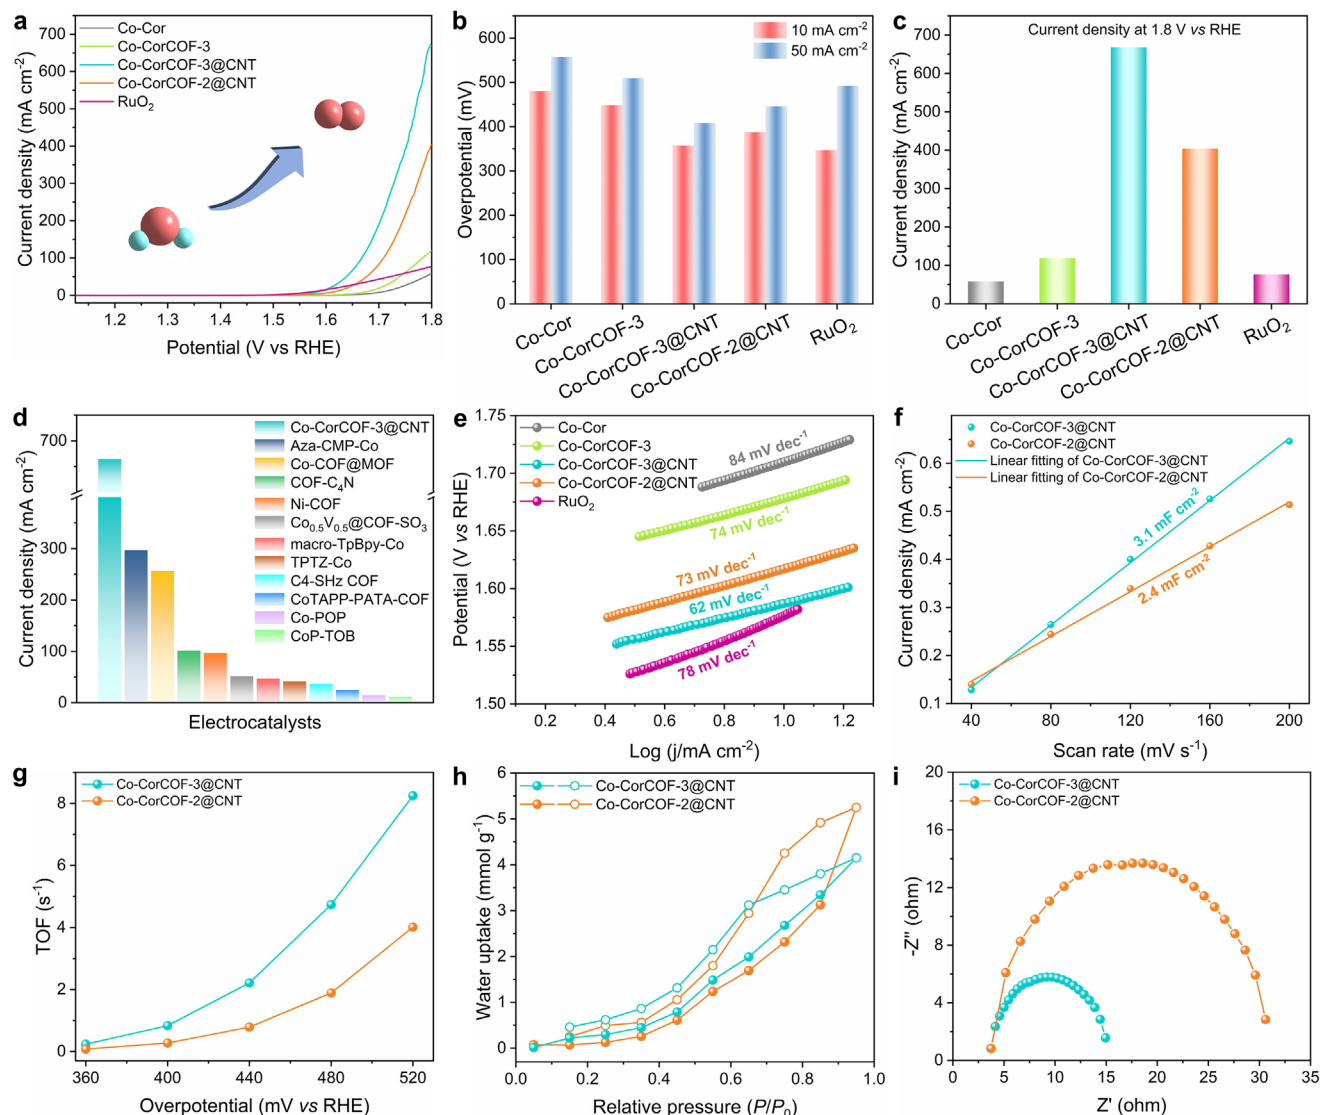 a
Current density (mA cm⁻²)
700
600
500
400
300
200
100
0
Co-Cor
Co-CorCOF-3
Co-CorCOF-3@CNT
Co-CorCOF-2@CNT
RuO₂
1.2 1.3 1.4 1.5 1.6 1.7 1.8
Potential (V vs RHE)
b
Overpotential (mV)
600
500
400
300
200
100
0
10 mA cm⁻²
50 mA cm⁻²
Co-Cor
Co-CorCOF-3
Co-CorCOF-3@CNT
Co-CorCOF-2@CNT
RuO₂
c
Current density (mA cm⁻²)
700
600
500
400
300
200
100
0
Current density at 1.8 V vs RHE
Co-Cor
Co-CorCOF-3
Co-CorCOF-3@CNT
Co-CorCOF-2@CNT
RuO₂
d
Current density (mA cm⁻²)
700
300
200
100
0
Co-CorCOF-3@CNT
Aza-CMP-Co
Co-COF@MOF
COF-C₄N
Ni-COF
Co₀.₅V₀.₅@COF-SO₃
macro-TpBpy-Co
TPTZ-Co
C4-SHz COF
CoTAPP-PATA-COF
Co-POP
CoP-TOB
Electrocatalysts
e
Potential (V vs RHE)
1.75
1.70
1.65
1.60
1.55
1.50
Co-Cor
Co-CorCOF-3
Co-CorCOF-3@CNT
Co-CorCOF-2@CNT
RuO₂
84 mV dec⁻¹
74 mV dec⁻¹
73 mV dec⁻¹
62 mV dec⁻¹
78 mV dec⁻¹
0.2 0.4 0.6 0.8 1.0 1.2
Log (j/mA cm⁻²)
f
Current density (mA cm⁻²)
0.6
0.5
0.4
0.3
0.2
0.1
Co-CorCOF-3@CNT
Co-CorCOF-2@CNT
Linear fitting of Co-CorCOF-3@CNT
Linear fitting of Co-CorCOF-2@CNT
3.1 mF cm⁻²
2.4 mF cm⁻²
40 80 120 160 200
Scan rate (mV s⁻¹)
g
TOF (s⁻¹)
8
6
4
2
0
Co-CorCOF-3@CNT
Co-CorCOF-2@CNT
360 400 440 480 520
Overpotential (mV vs RHE)
h
Water uptake (mmol g⁻¹)
6
5
4
3
2
1
0
Co-CorCOF-3@CNT
Co-CorCOF-2@CNT
0.0 0.2 0.4 0.6 0.8 1.0
Relative pressure (P/P₀)
i
-Z'' (ohm)
20
16
12
8
4
0
Co-CorCOF-3@CNT
Co-CorCOF-2@CNT
0 5 10 15 20 25 30 35
Z' (ohm)